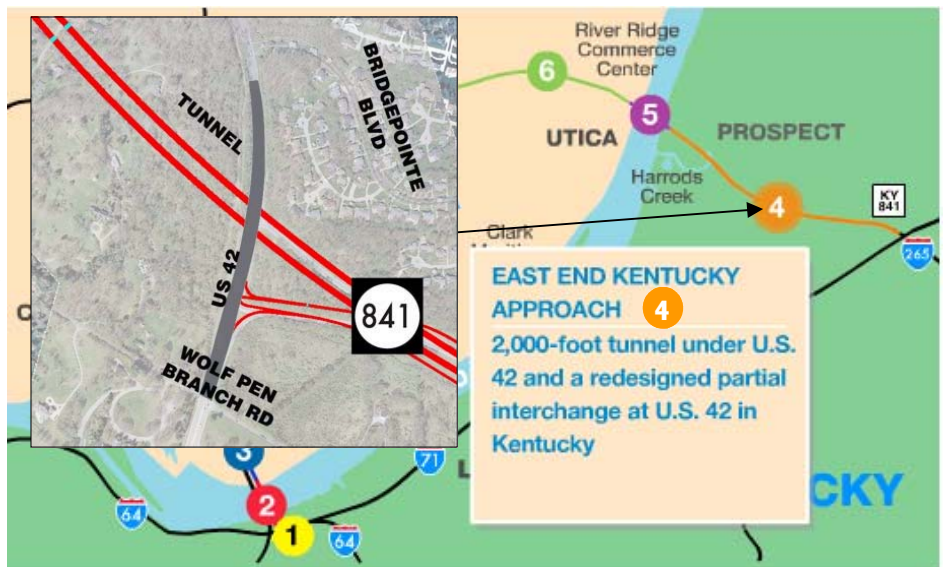 BRIDGEPOINTE
BLVD
TUNNEL
US 42
841
WOLF PEN
BRANCH RD
River Ridge
Commerce
Center
6
5
UTICA
PROSPECT
Harrods
Creek
4
KY
841
265
Clark
EAST END KENTUCKY
APPROACH 4
2,000-foot tunnel under U.S.
42 and a redesigned partial
interchange at U.S. 42 in
Kentucky
CKY
3
71
2
64
1
64